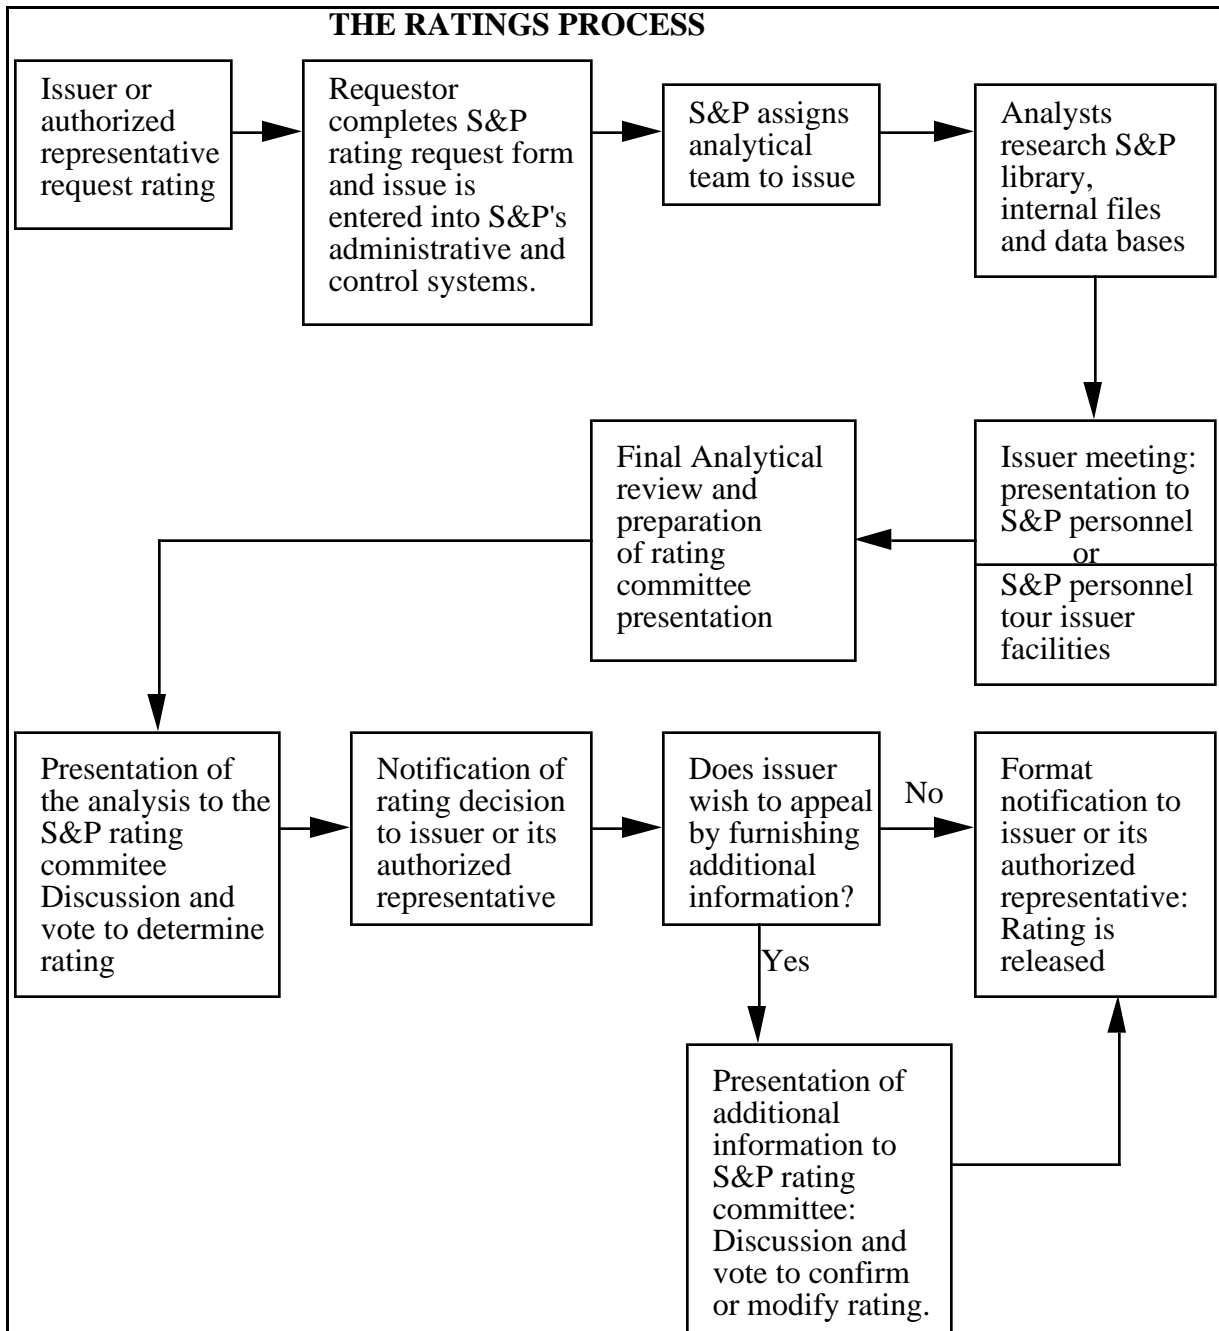 THE RATINGS PROCESS
Issuer or
authorized
representative
request rating
Requestor
completes S&P
rating request form
and issue is
entered into S&P's
administrative and
control systems.
S&P assigns
analytical
team to issue
Analysts
research S&P
library,
internal files
and data bases
Issuer meeting:
presentation to
S&P personnel
or
S&P personnel
tour issuer
facilities
Final Analytical
review and
preparation
of rating
committee
presentation
Presentation of
the analysis to the
S&P rating
commitee
Discussion and
vote to determine
rating
Notification of
rating decision
to issuer or its
authorized
representative
Does issuer
wish to appeal
by furnishing
additional
information?
No
Format
notification to
issuer or its
authorized
representative:
Rating is
released
Yes
Presentation of
additional
information to
S&P rating
committee:
Discussion and
vote to confirm
or modify rating.